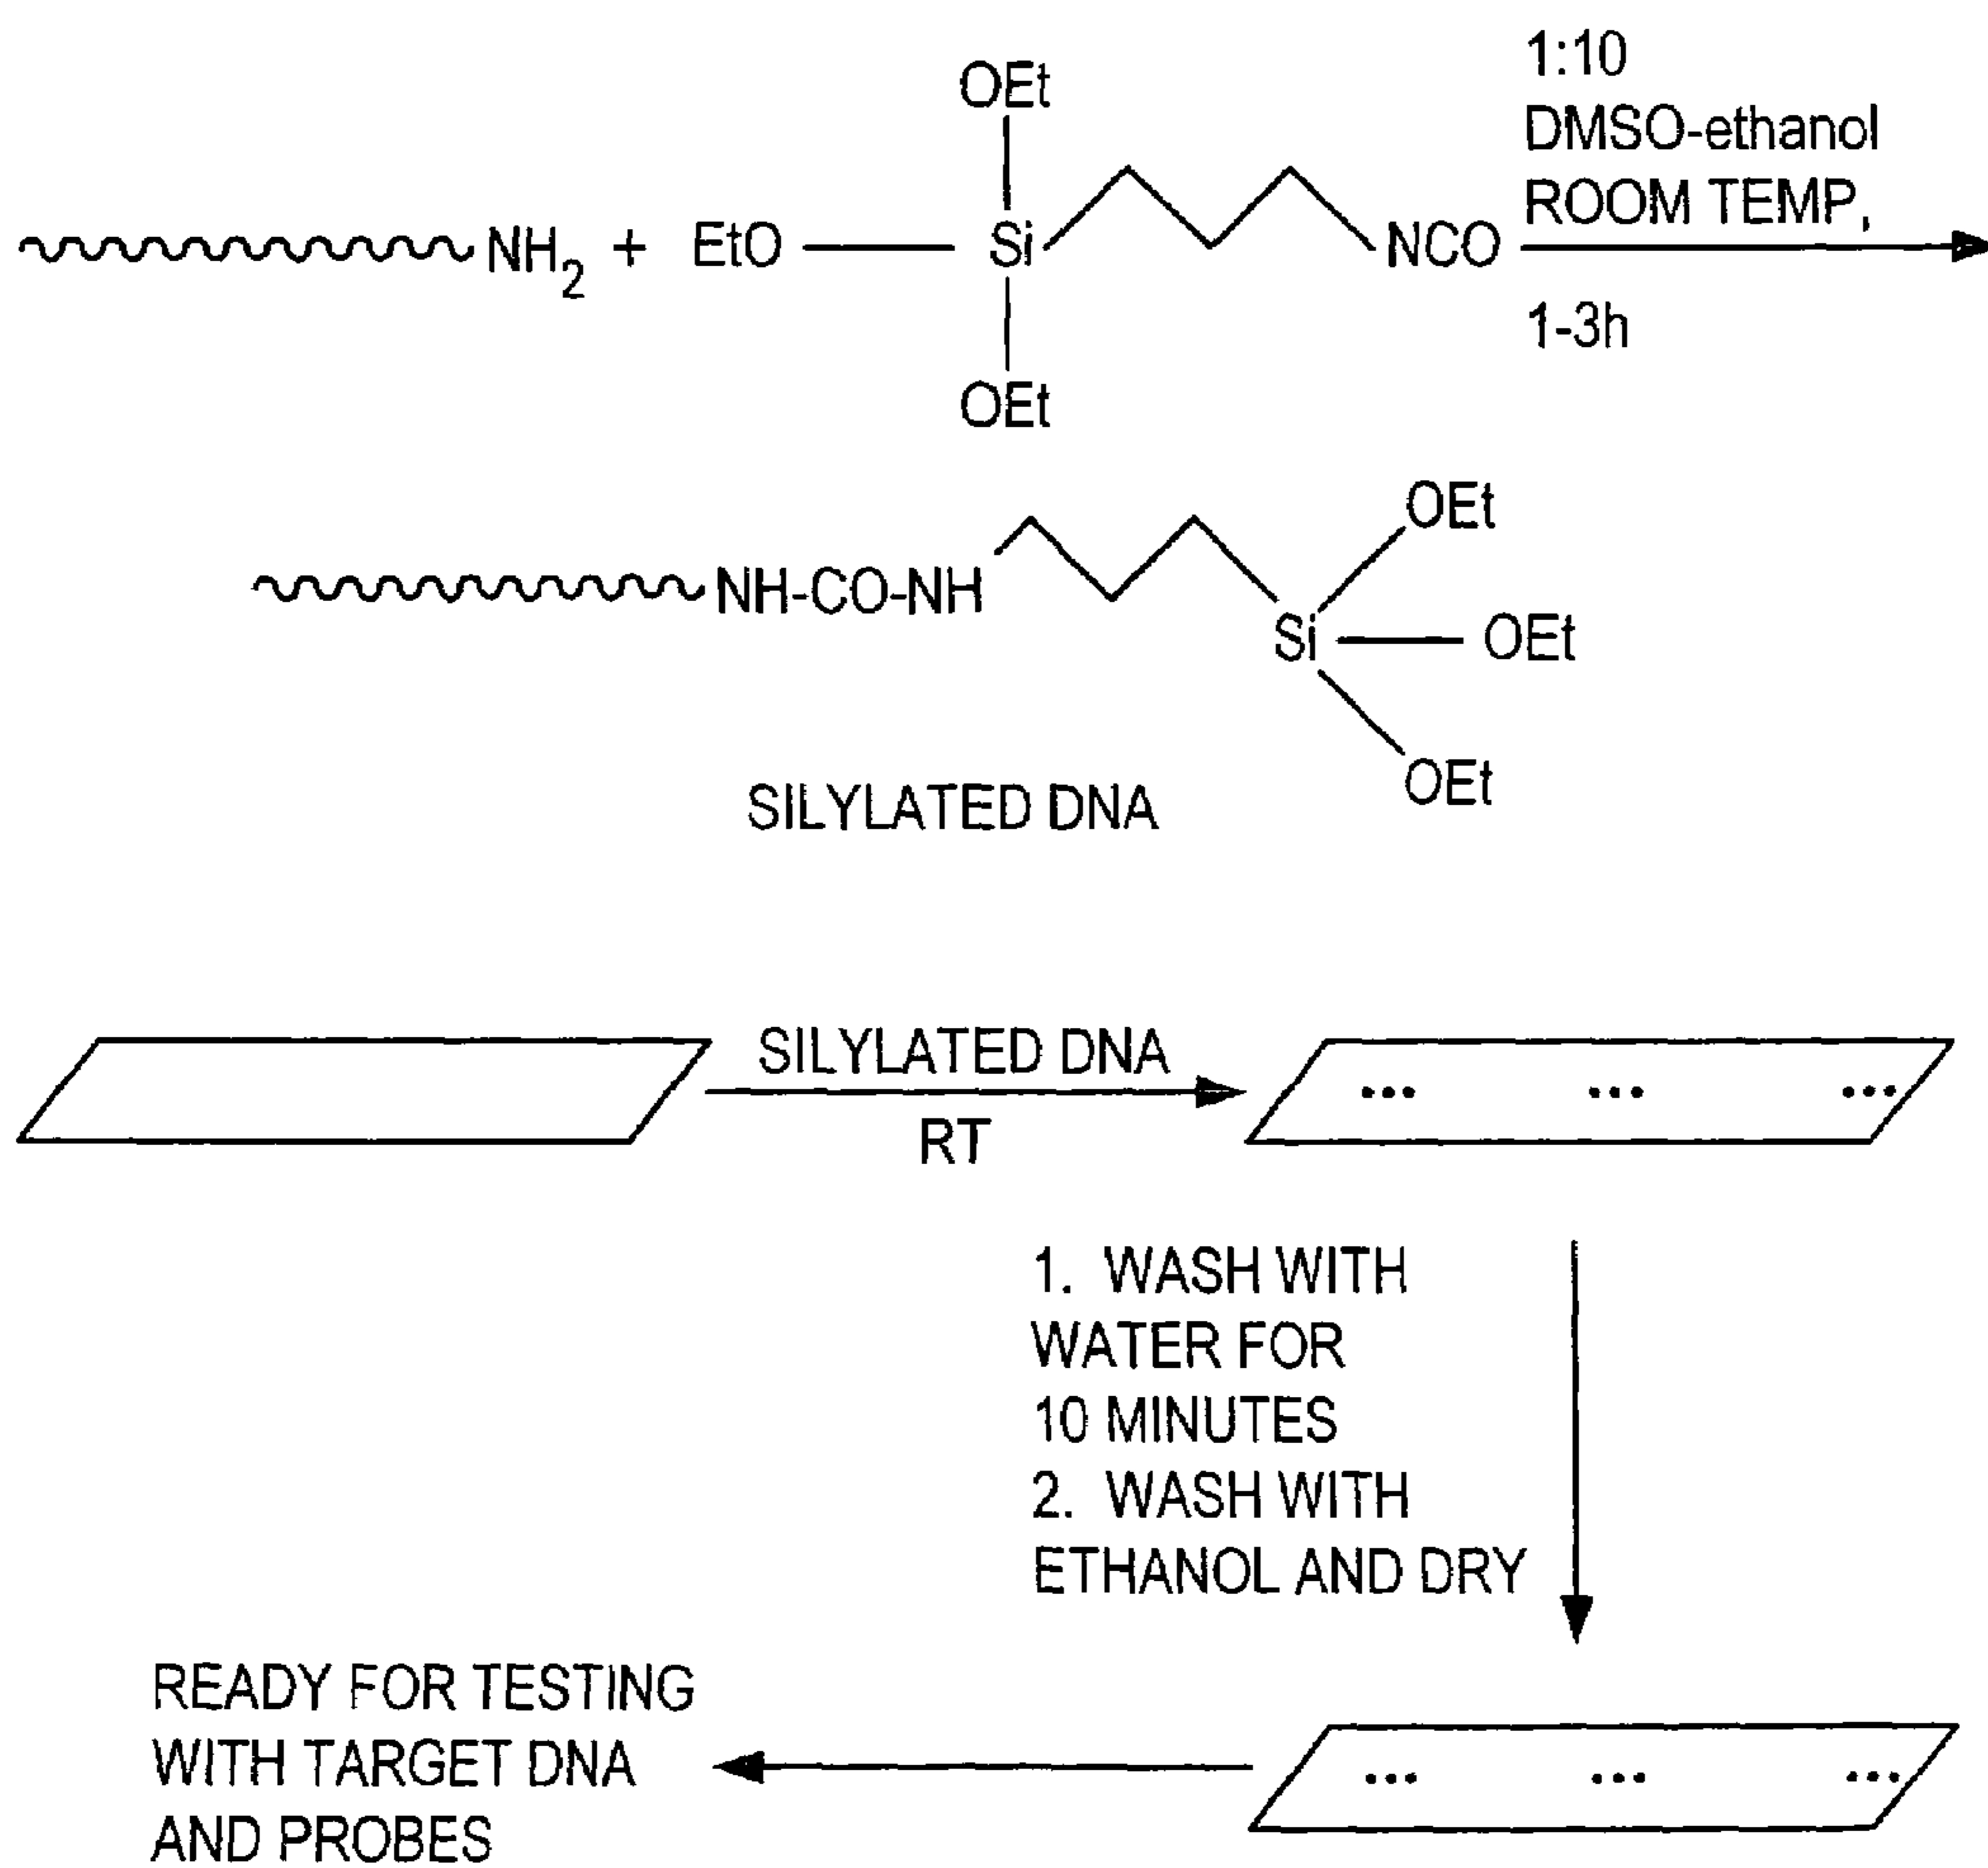 OEt
1:10
DMSO-ethanol
ROOM TEMP,
NH2 + EtO Si NCO
1-3h
OEt
OEt
NH-CO-NH
Si OEt
OEt
SILYLATED DNA
SILYLATED DNA
RT
1. WASH WITH
WATER FOR
10 MINUTES
2. WASH WITH
ETHANOL AND DRY
READY FOR TESTING
WITH TARGET DNA
AND PROBES